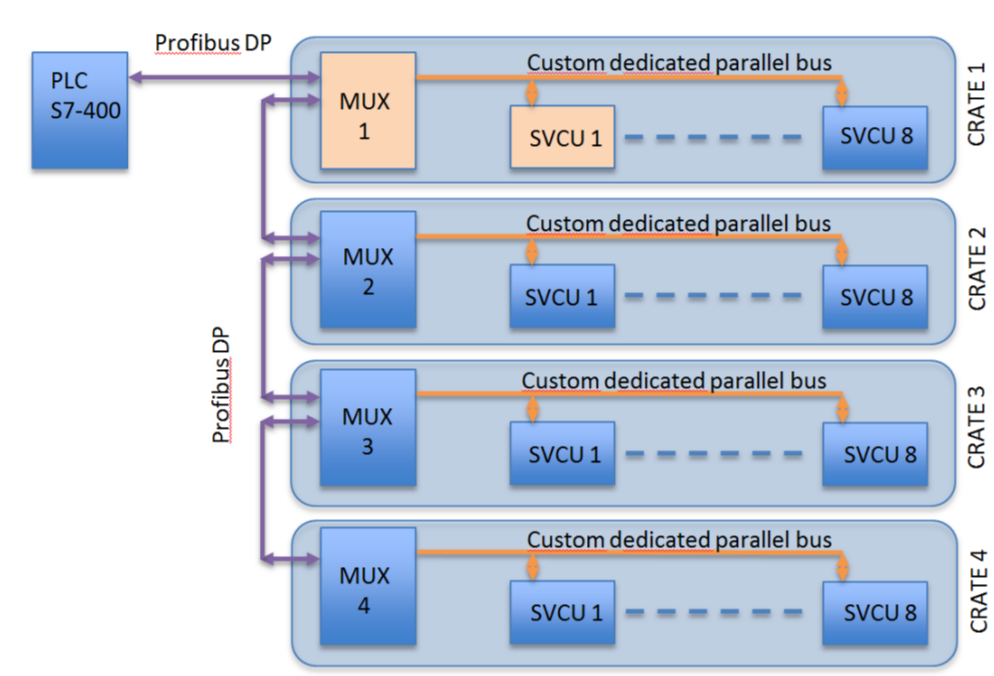 Profibus DP
PLC
S7-400
MUX
1
Custom dedicated parallel bus
SVCU 1
SVCU 8
CRATE 1
MUX
2
Custom dedicated parallel bus
SVCU 1
SVCU 8
CRATE 2
Profibus DP
MUX
3
Custom dedicated parallel bus
SVCU 1
SVCU 8
CRATE 3
MUX
4
Custom dedicated parallel bus
SVCU 1
SVCU 8
CRATE 4